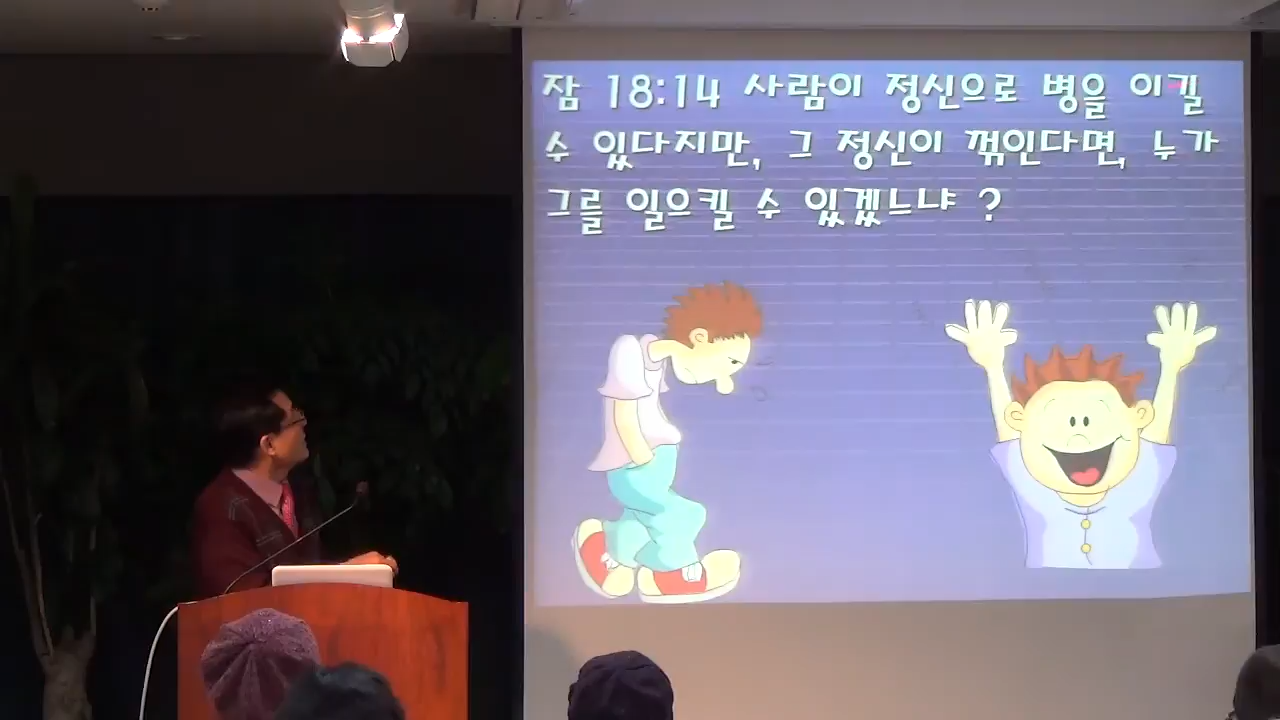 잠 18:14 사람이 정신으로 병을 이길
수 있다지만, 그 정신이 꺾인다면, 누가
그를 일으킬 수 있겠느냐 ?